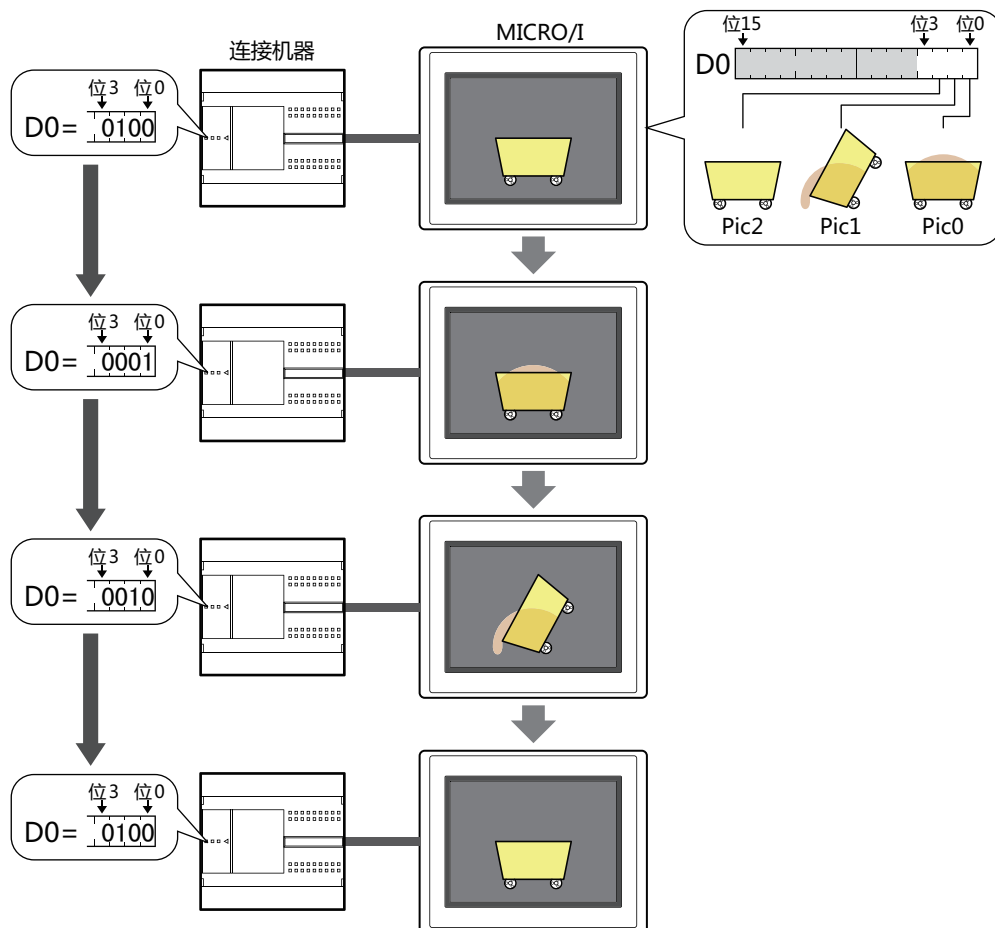 连接机器
MICRO/I
位15 位3 位0
D0
Pic2 Pic1 Pic0
位3 位0
D0= 0100
位3 位0
D0= 0001
位3 位0
D0= 0010
位3 位0
D0= 0100